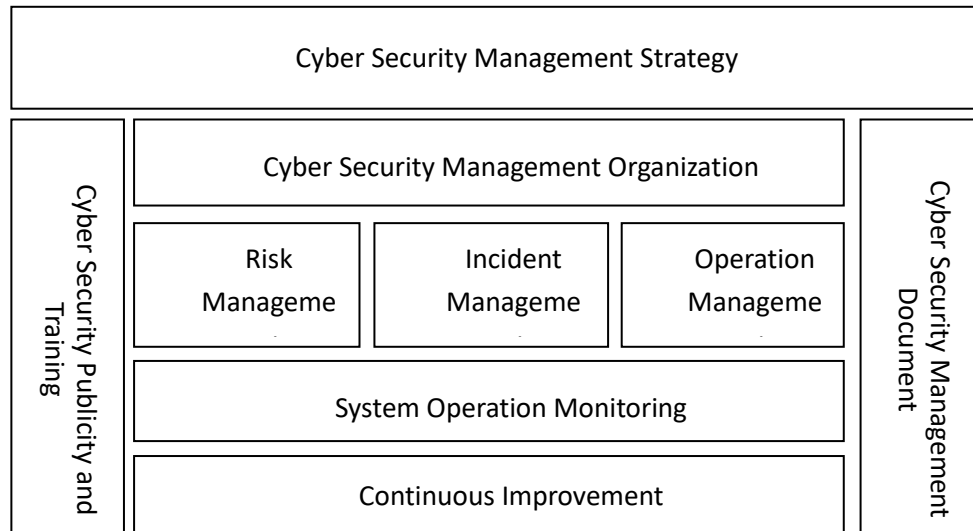 Cyber Security Management Strategy
Cyber Security Publicity and
Training
Cyber Security Management Organization
Risk
Manageme
Incident
Manageme
Operation
Manageme
System Operation Monitoring
Continuous Improvement
Cyber Security Management
Document